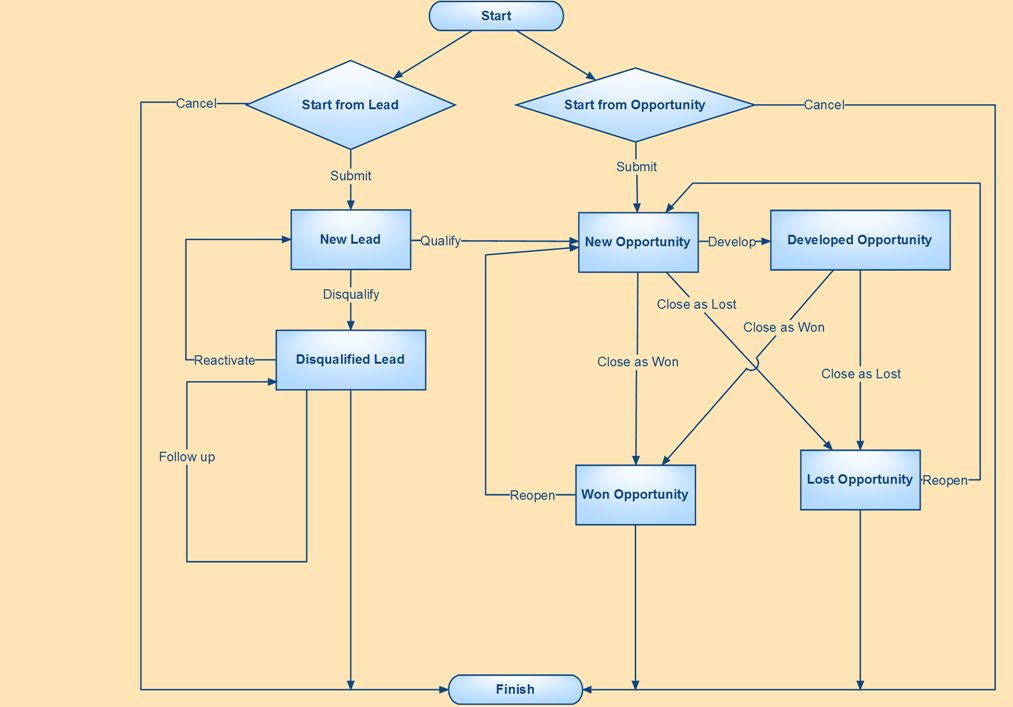 Start
Start from Lead
Start from Opportunity
Cancel
Cancel
Submit
Submit
New Lead
Qualify
New Opportunity
Develop
Developed Opportunity
Disqualify
Close as Lost
Close as Won
Disqualified Lead
Reactivate
Close as Won
Close as Lost
Follow up
Won Opportunity
Reopen
Lost Opportunity
Reopen
Finish